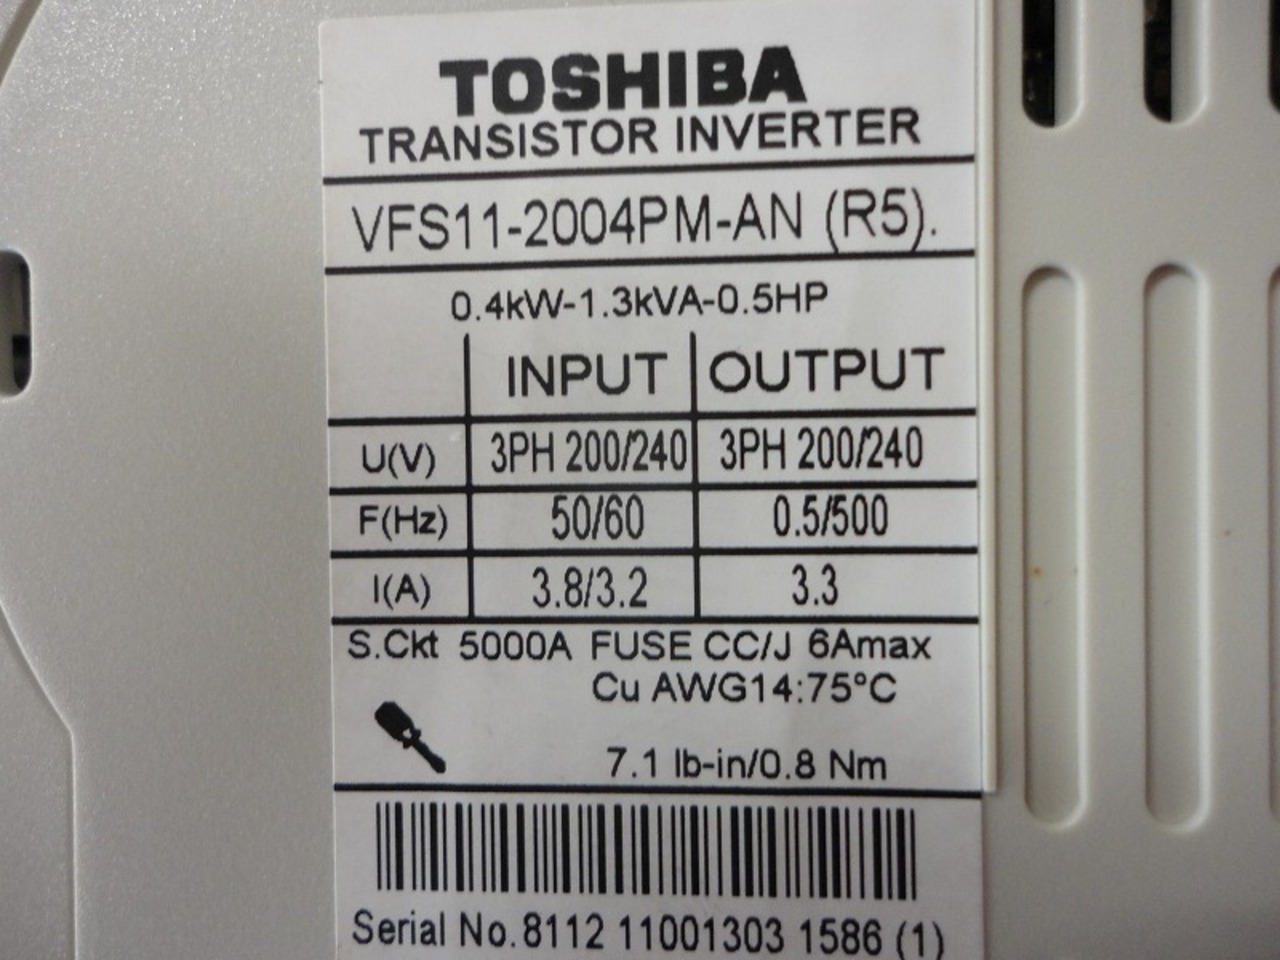 TOSHIBA
TRANSISTOR INVERTER
VFS11-2004PM-AN (R5).
0.4kW-1.3kVA-0.5HP
INPUT OUTPUT
U(V) 3PH 200/240 3PH 200/240
F(Hz) 50/60 0.5/500
I(A) 3.8/3.2 3.3
S.Ckt 5000A FUSE CC/J 6Amax
Cu AWG14:75°C
7.1 lb-in/0.8 Nm
Serial No.8112 11001303 1586 (1)